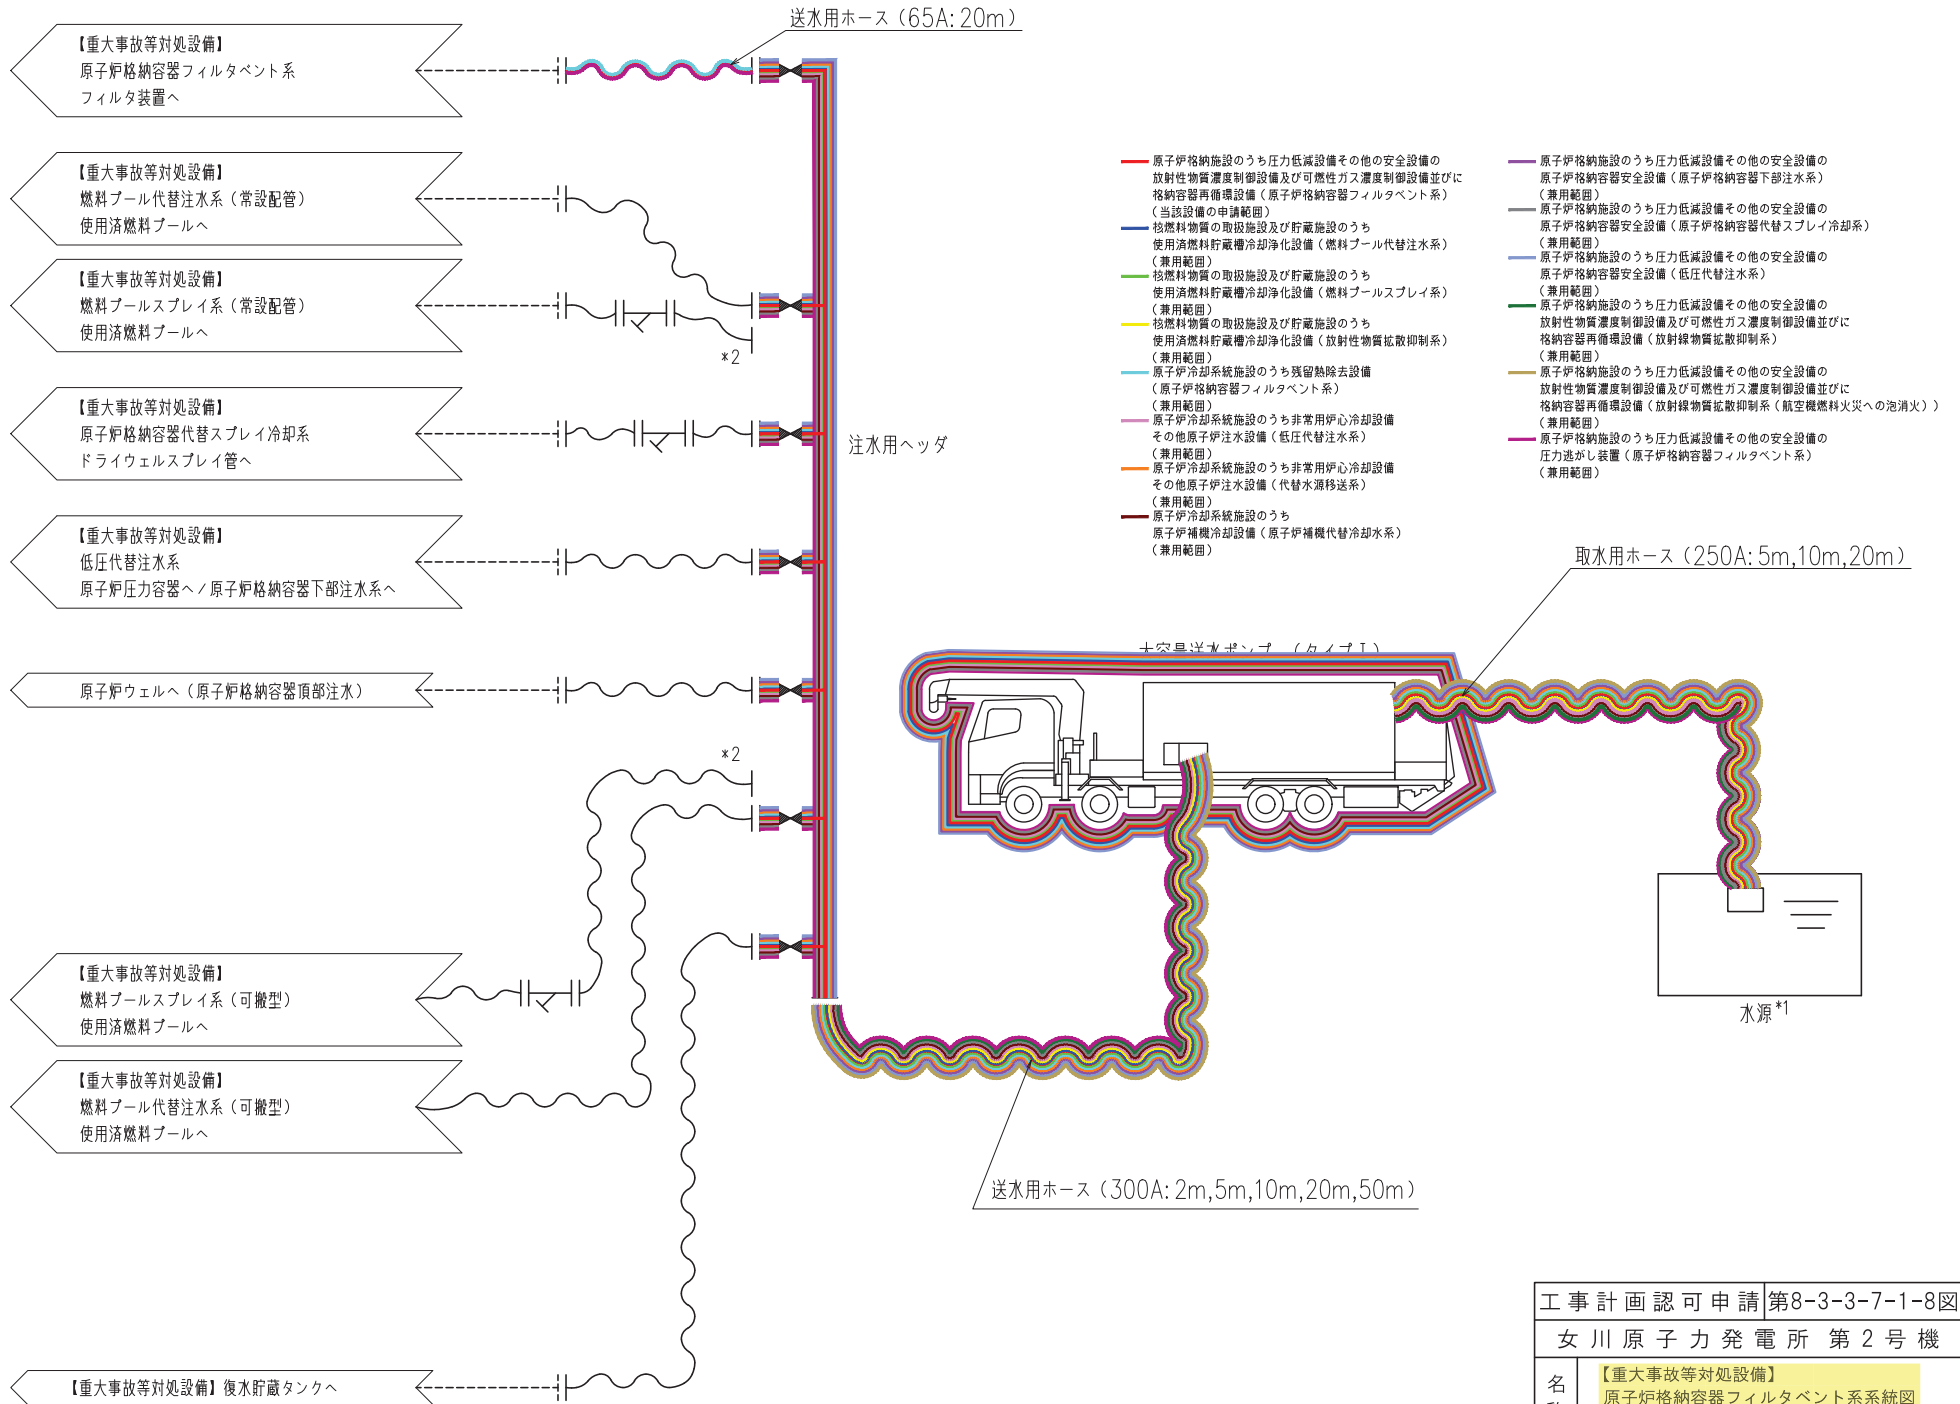 送水用ホース（65A:20m）
【重大事故等対処設備】
原子炉格納容器フィルタベント系
フィルタ装置へ
【重大事故等対処設備】
燃料プール代替注水系（常設配管）
使用済燃料プールへ
【重大事故等対処設備】
燃料プールスプレイ系（常設配管）
使用済燃料プールへ
*2
【重大事故等対処設備】
原子炉格納容器代替スプレイ冷却系
ドライウェルスプレイ管へ
注水用ヘッダ
【重大事故等対処設備】
低圧代替注水系
原子炉圧力容器へ／原子炉格納容器下部注水系へ
原子炉ウェルへ（原子炉格納容器頂部注水）
*2
【重大事故等対処設備】
燃料プールスプレイ系（可搬型）
使用済燃料プールへ
【重大事故等対処設備】
燃料プール代替注水系（可搬型）
使用済燃料プールへ
【重大事故等対処設備】復水貯蔵タンクへ
原子炉格納施設のうち圧力低減設備その他の安全設備の
放射性物質濃度制御設備及び可燃性ガス濃度制御設備並びに
格納容器再循環設備（原子炉格納容器フィルタベント系）
（当該設備の申請範囲）
核燃料物質の取扱施設及び貯蔵施設のうち
使用済燃料貯蔵槽冷却浄化設備（燃料プール代替注水系）
（兼用範囲）
核燃料物質の取扱施設及び貯蔵施設のうち
使用済燃料貯蔵槽冷却浄化設備（燃料プールスプレイ系）
（兼用範囲）
核燃料物質の取扱施設及び貯蔵施設のうち
使用済燃料貯蔵槽冷却浄化設備（放射性物質拡散抑制系）
（兼用範囲）
原子炉冷却系統施設のうち残留熱除去設備
（原子炉格納容器フィルタベント系）
（兼用範囲）
原子炉冷却系統施設のうち非常用炉心冷却設備
その他原子炉注水設備（低圧代替注水系）
（兼用範囲）
原子炉冷却系統施設のうち非常用炉心冷却設備
その他原子炉注水設備（代替水源移送系）
（兼用範囲）
原子炉冷却系統施設のうち
原子炉補機冷却設備（原子炉補機代替冷却水系）
（兼用範囲）
原子炉格納施設のうち圧力低減設備その他の安全設備の
原子炉格納容器安全設備（原子炉格納容器下部注水系）
（兼用範囲）
原子炉格納施設のうち圧力低減設備その他の安全設備の
原子炉格納容器安全設備（原子炉格納容器代替スプレイ冷却系）
（兼用範囲）
原子炉格納施設のうち圧力低減設備その他の安全設備の
原子炉格納容器安全設備（低圧代替注水系）
（兼用範囲）
原子炉格納施設のうち圧力低減設備その他の安全設備の
放射性物質濃度制御設備及び可燃性ガス濃度制御設備並びに
格納容器再循環設備（放射線物質拡散抑制系）
（兼用範囲）
原子炉格納施設のうち圧力低減設備その他の安全設備の
放射性物質濃度制御設備及び可燃性ガス濃度制御設備並びに
格納容器再循環設備（放射線物質拡散抑制系（航空機燃料火災への泡消火））
（兼用範囲）
原子炉格納施設のうち圧力低減設備その他の安全設備の
圧力逃がし装置（原子炉格納容器フィルタベント系）
（兼用範囲）
取水用ホース（250A:5m,10m,20m）
大容量送水ポンプ （タイプⅠ）
水源*1
送水用ホース（300A:2m,5m,10m,20m,50m）
工事計画認可申請 第8-3-3-7-1-8図
女川原子力発電所 第2号機
名
【重大事故等対処設備】
原子炉格納容器フィルタベント系系統図